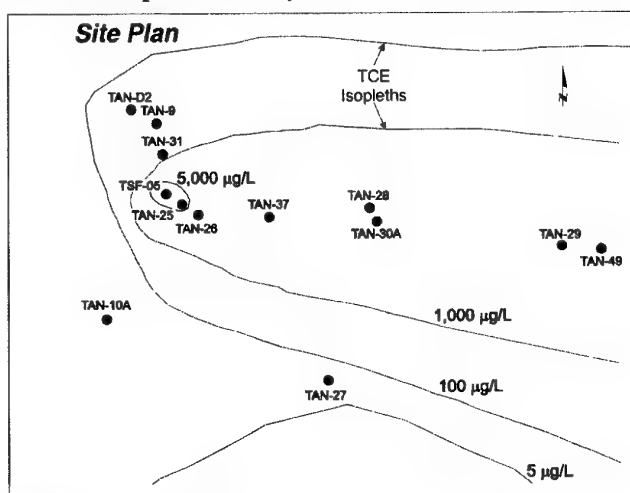 Site Plan
TCE
Isopleths
N
TAN-D2
TAN-9
TAN-31
TSF-05
5,000 µg/L
TAN-25
TAN-26
TAN-37
TAN-28
TAN-30A
TAN-29
TAN-49
TAN-10A
1,000 µg/L
100 µg/L
TAN-27
5 µg/L